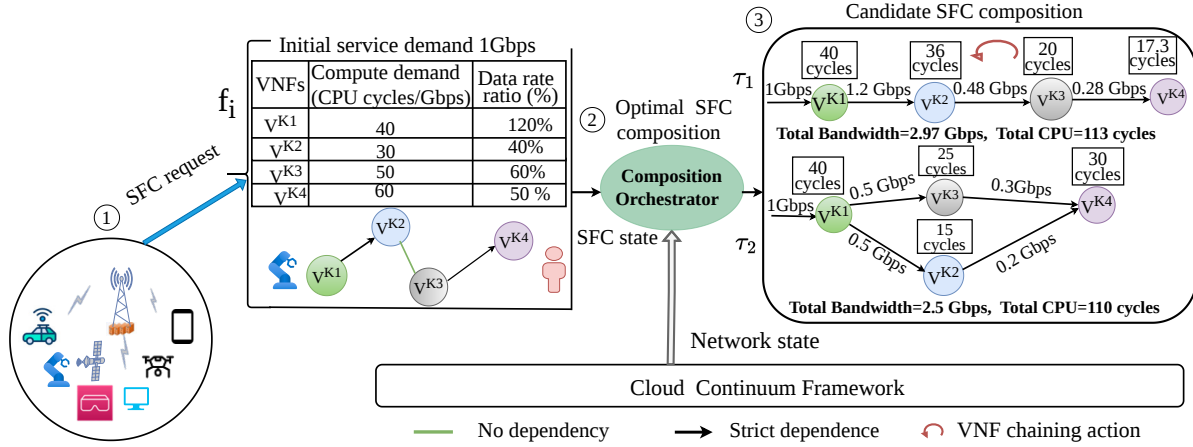 1
SFC request
f_i
Initial service demand 1Gbps
VNFs
Compute demand
(CPU cycles/Gbps)
Data rate
ratio (%)
V^K1 40 120%
V^K2 30 40%
V^K3 50 60%
V^K4 60 50 %
V^K1
V^K2
V^K3
V^K4
2
Optimal SFC
composition
Composition
Orchestrator
SFC state
Network state
3
Candidate SFC composition
τ_1
40
cycles
36
cycles
20
cycles
17.3
cycles
1Gbps
V^K1
1.2 Gbps
V^K2
0.48 Gbps
V^K3
0.28 Gbps
V^K4
Total Bandwidth=2.97 Gbps, Total CPU=113 cycles
τ_2
40
cycles
25
cycles
30
cycles
15
cycles
1Gbps
V^K1
0.5 Gbps
V^K3
0.3Gbps
V^K4
0.5 Gbps
V^K2
0.2 Gbps
Total Bandwidth=2.5 Gbps, Total CPU=110 cycles
Cloud Continuum Framework
No dependency
Strict dependence
VNF chaining action